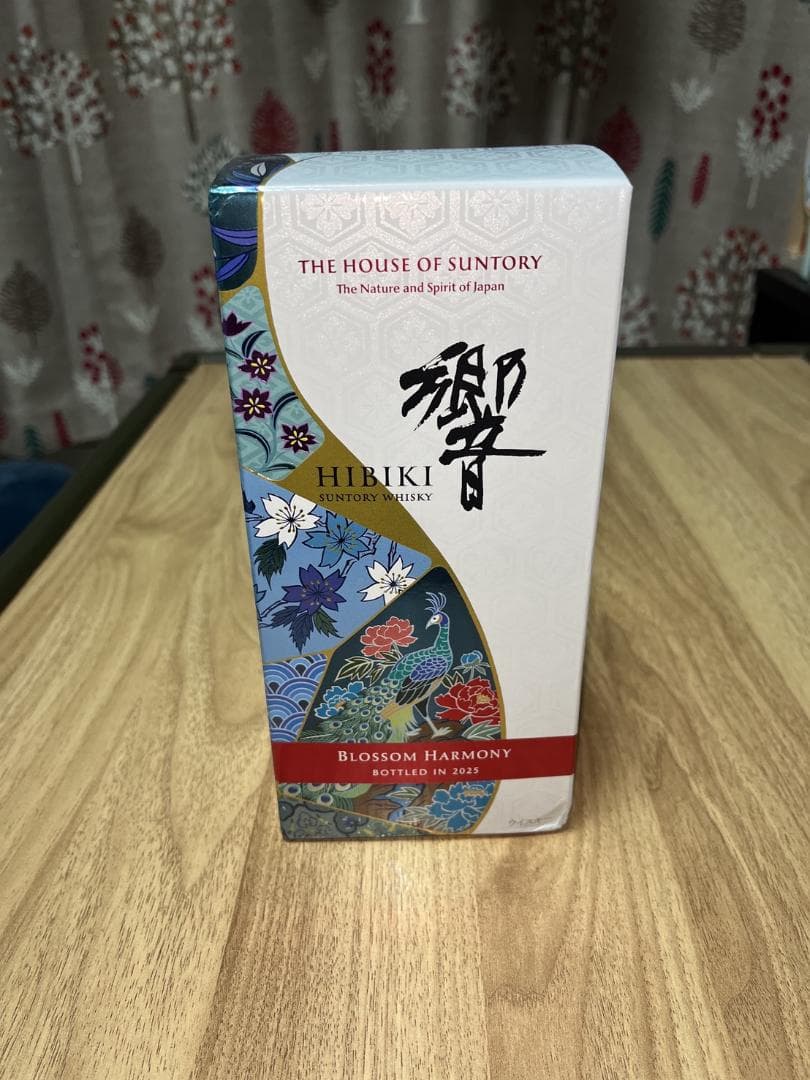 THE HOUSE OF SUNTORY
The Nature and Spirit of Japan
響
HIBIKI
SUNTORY WHISKY
BLOSSOM HARMONY
BOTTLED IN 2025
ウイスキー